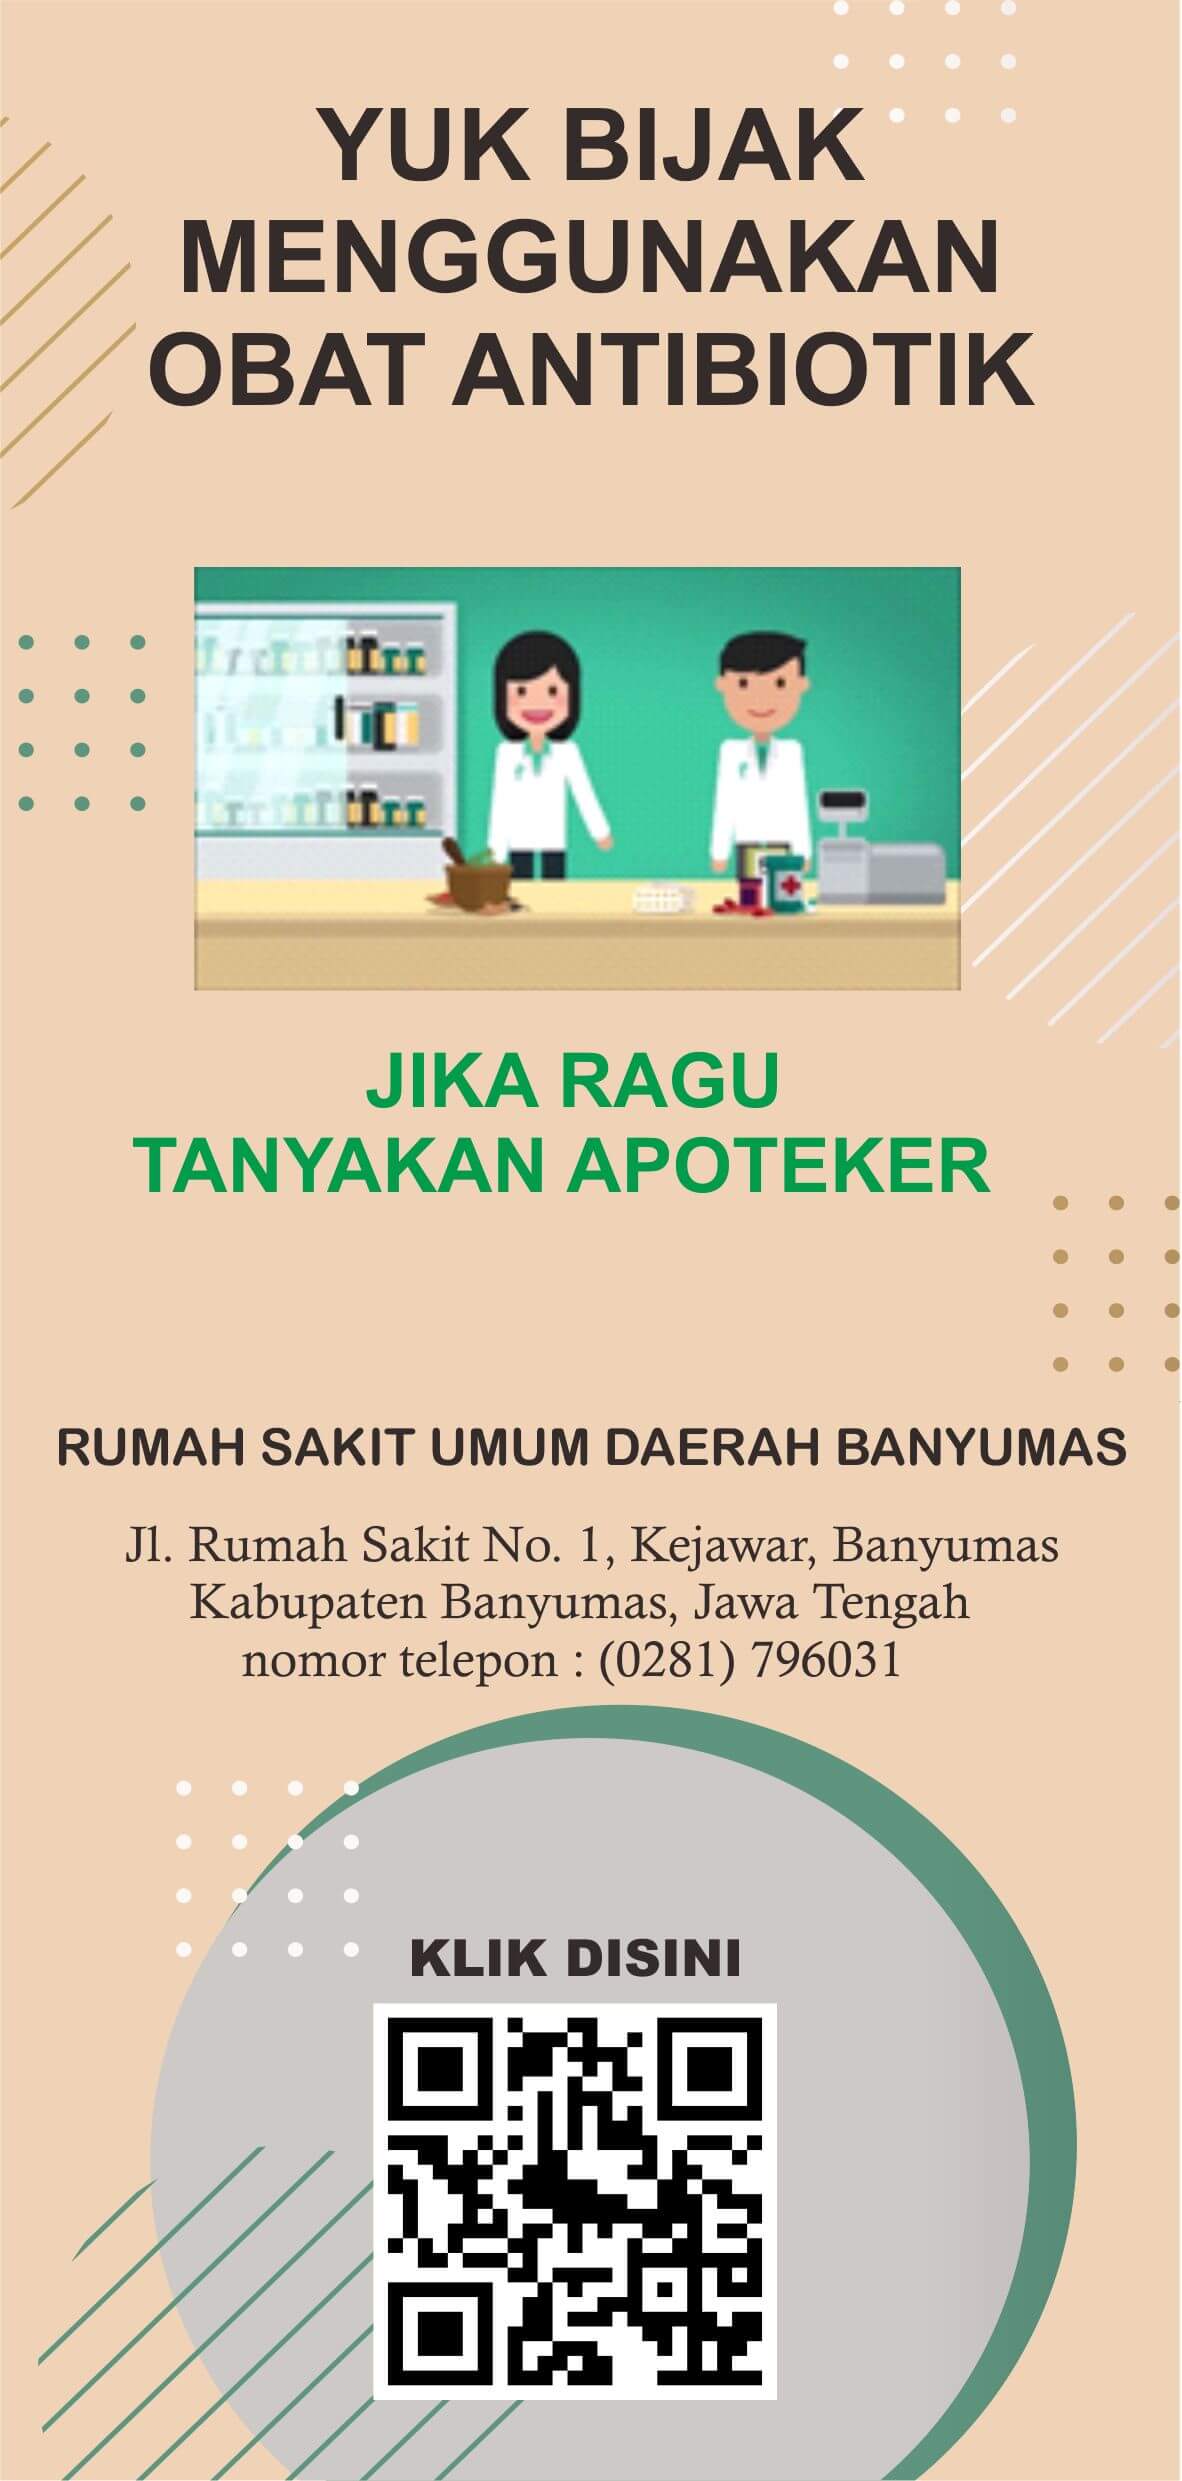 YUK BIJAK
MENGGUNAKAN
OBAT ANTIBIOTIK
JIKA RAGU
TANYAKAN APOTEKER
RUMAH SAKIT UMUM DAERAH BANYUMAS
Jl. Rumah Sakit No. 1, Kejawar, Banyumas
Kabupaten Banyumas, Jawa Tengah
nomor telepon : (0281) 796031
KLIK DISINI